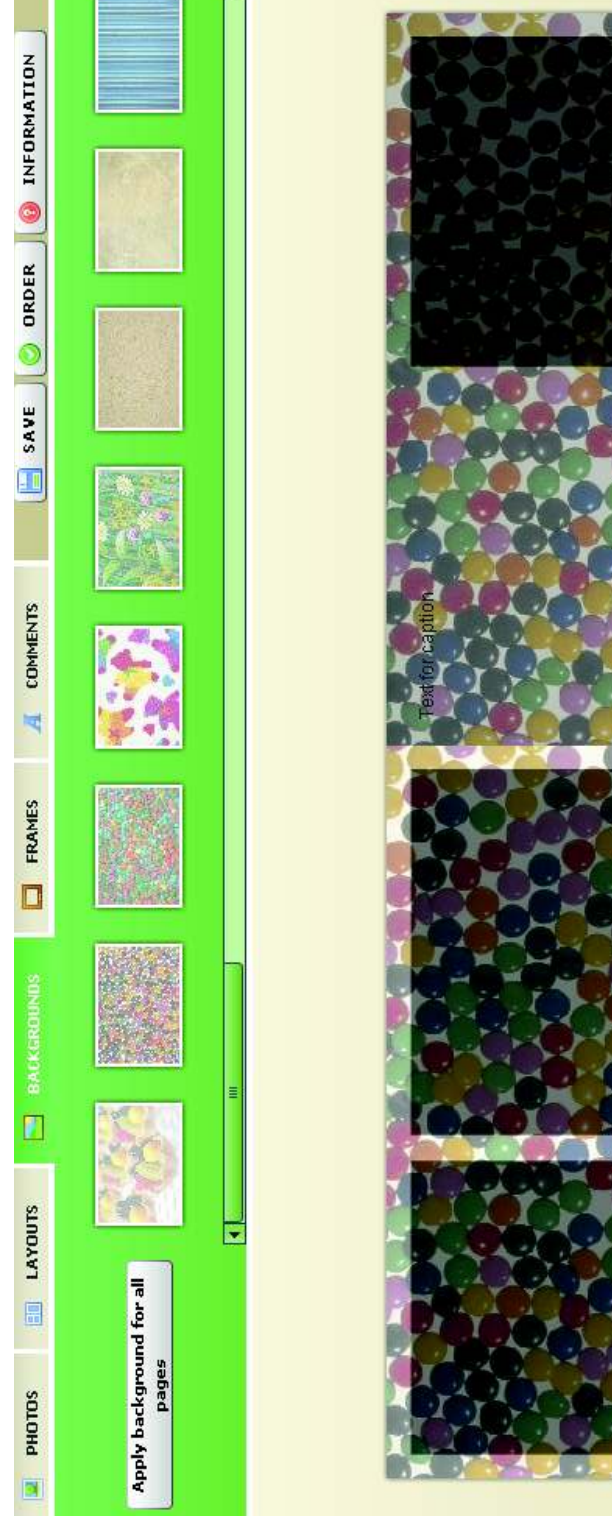 PHOTOS
LAYOUTS
BACKGROUNDS
FRAMES
COMMENTS
SAVE
ORDER
INFORMATION
Apply background for all
pages
Text for caption